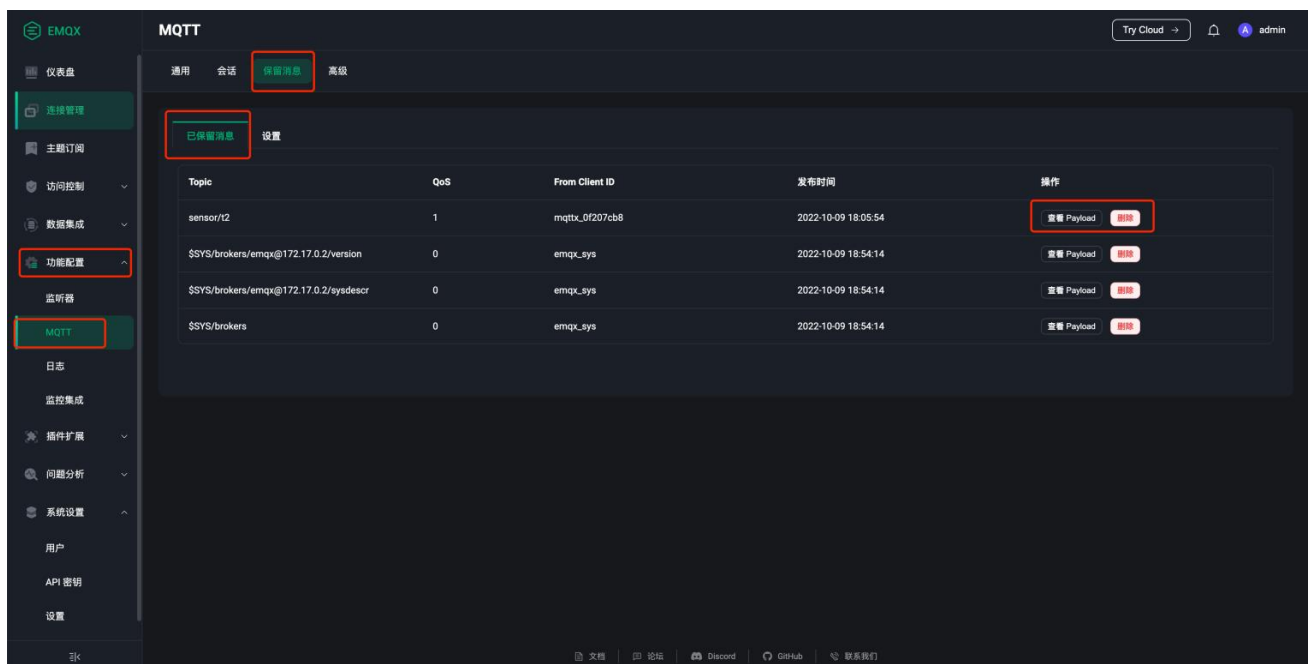 EMQX
MQTT
Try Cloud →
A admin
仪表盘
连接管理
主题订阅
访问控制
数据集成
功能配置
监听器
MQTT
日志
监控集成
插件扩展
问题分析
系统设置
用户
API 密钥
设置
通用 会话 保留消息 高级
已保留消息 设置
Topic QoS From Client ID 发布时间 操作
sensor/t2 1 mqttx_0f207cb8 2022-10-09 18:05:54 查看 Payload 删除
$SYS/brokers/emqx@172.17.0.2/version 0 emqx_sys 2022-10-09 18:54:14 查看 Payload 删除
$SYS/brokers/emqx@172.17.0.2/sysdescr 0 emqx_sys 2022-10-09 18:54:14 查看 Payload 删除
$SYS/brokers 0 emqx_sys 2022-10-09 18:54:14 查看 Payload 删除
文档 论坛 Discord GitHub 联系我们